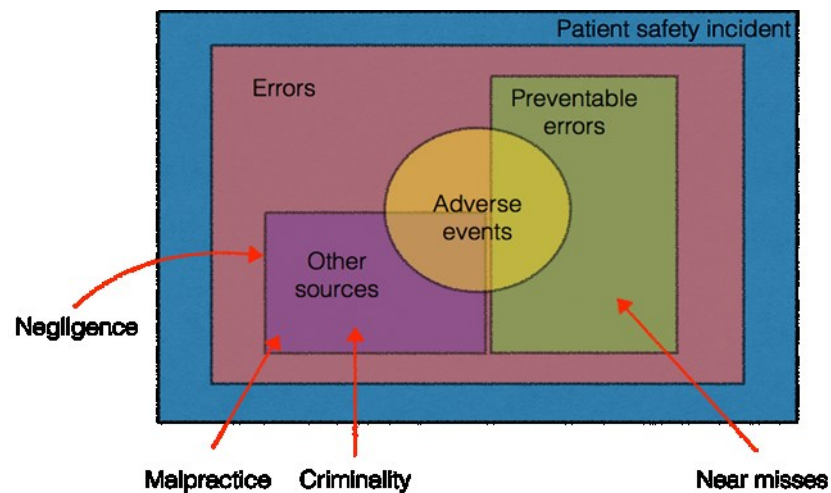 Patient safety incident
Errors
Preventable
errors
Adverse
events
Other
sources
Negligence
Malpractice
Criminality
Near misses